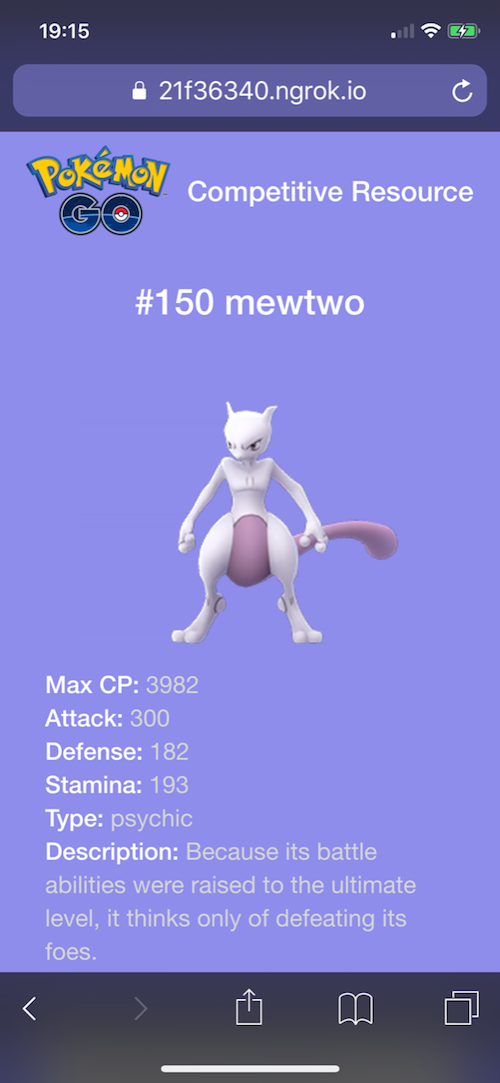 19:15
21f36340.ngrok.io
POKéMON
GO
Competitive Resource
#150 mewtwo
Max CP: 3982
Attack: 300
Defense: 182
Stamina: 193
Type: psychic
Description: Because its battle
abilities were raised to the ultimate
level, it thinks only of defeating its
foes.